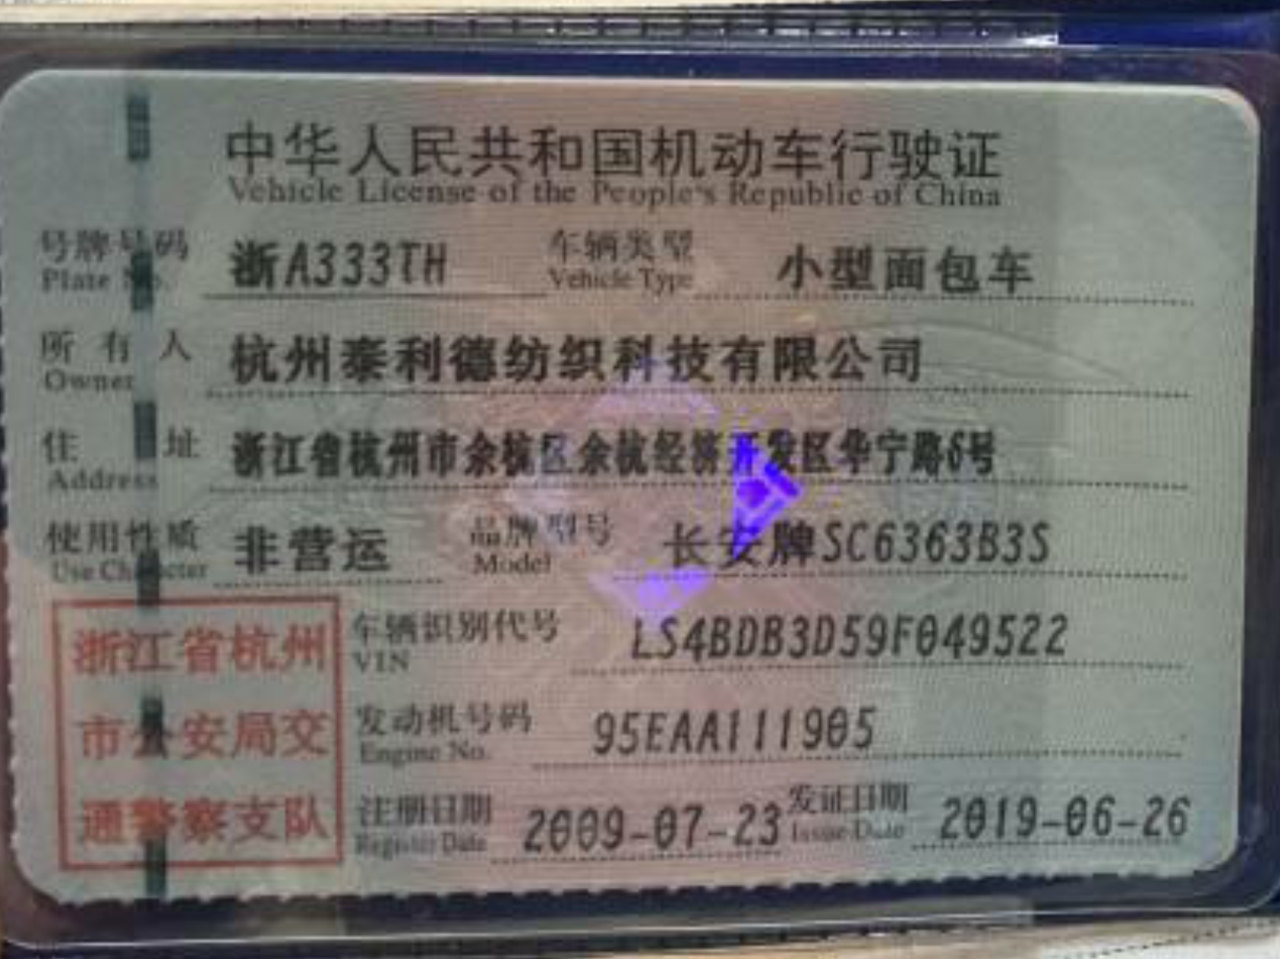 中华人民共和国机动车行驶证
Vehicle License of the People's Republic of China
号牌号码 浙A333TH 车辆类型 小型面包车
Plate No. Vehicle Type
所有人 杭州泰利德纺织科技有限公司
Owner
住址 浙江省杭州市余杭区余杭经济开发区华宁路6号
Address
使用性质 非营运 品牌型号 长安牌SC6363B3S
Use Character Model
浙江省杭州
市公安局交
通警察支队
车辆识别代号 LS4BDB3D59F049522
VIN
发动机号码 95EAA111905
Engine No.
注册日期 2009-07-23 发证日期 2019-06-26
Register Date Issue Date